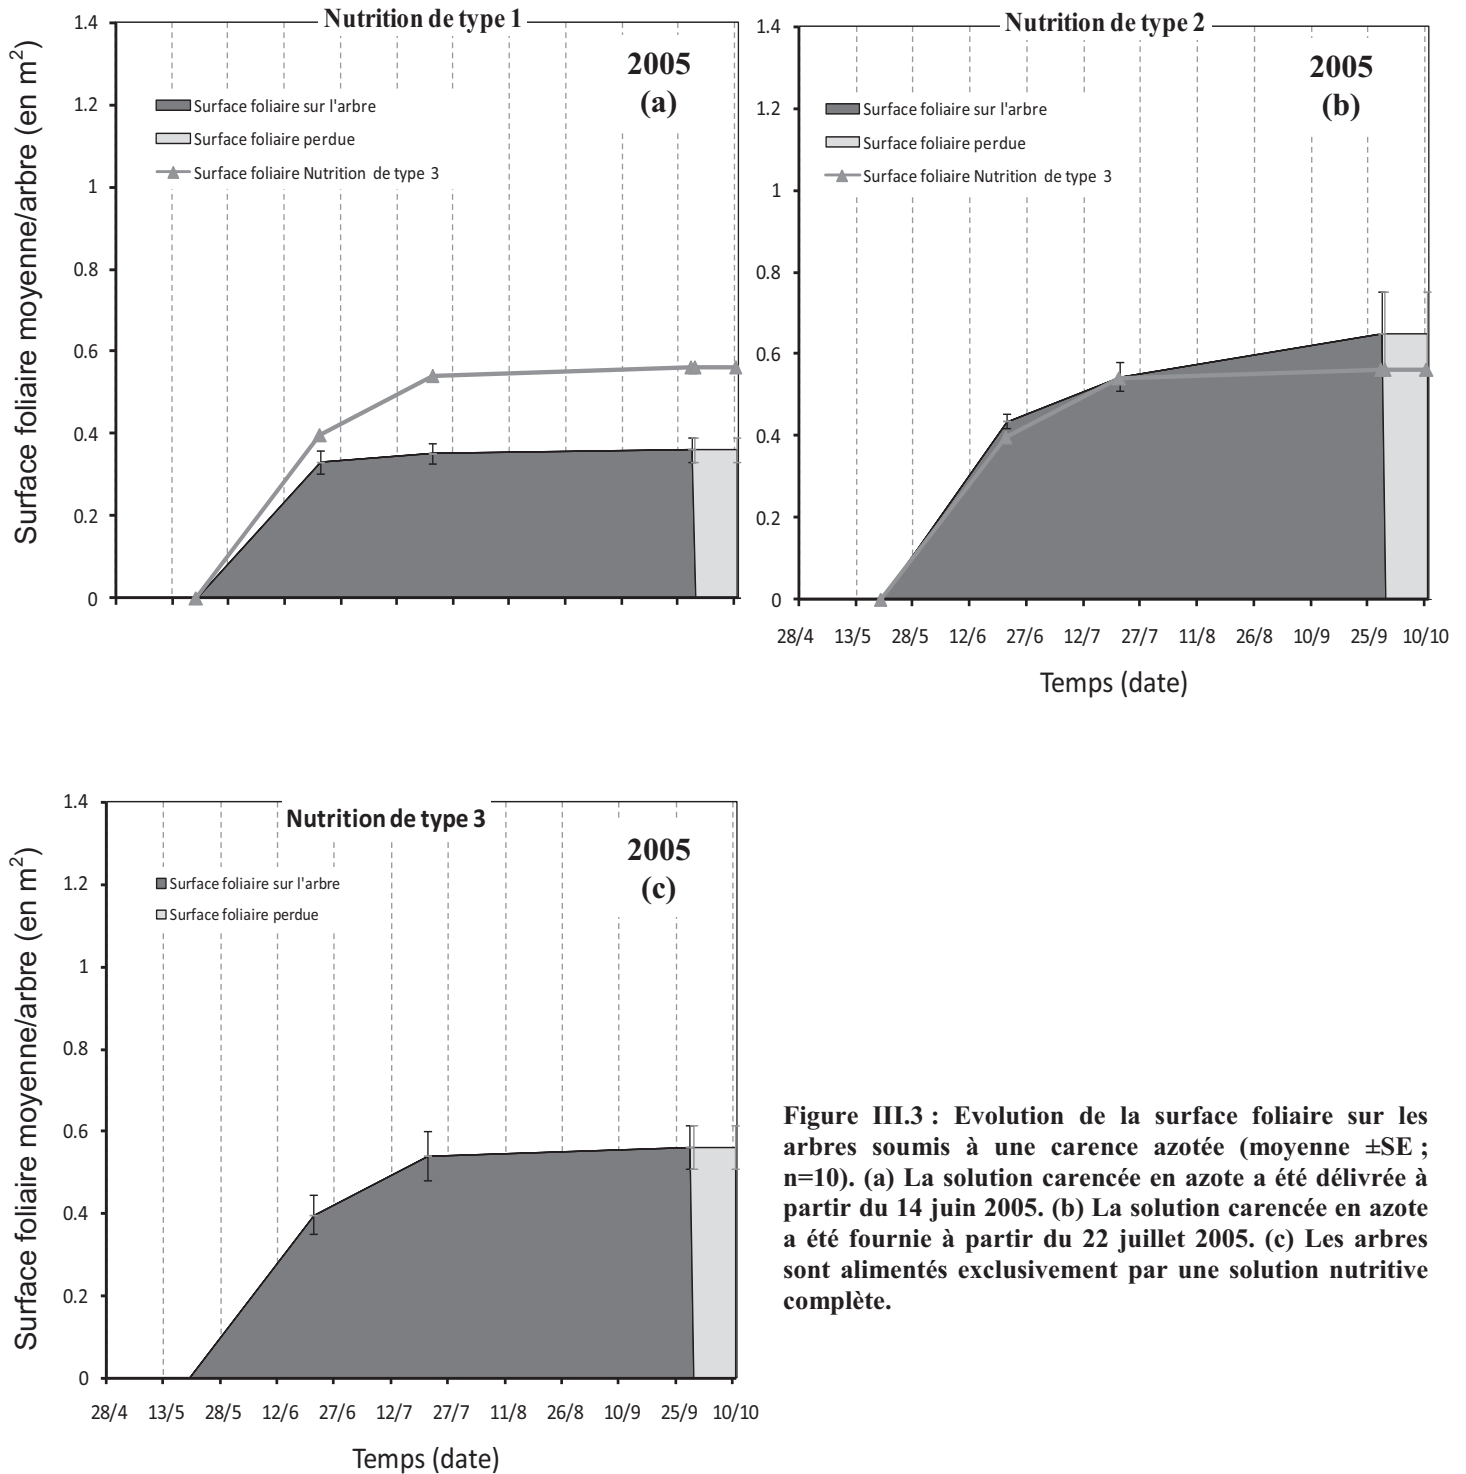 Nutrition de type 1
Surface foliaire moyenne/arbre (en m²)
1.4
1.2
1
0.8
0.6
0.4
0.2
0
2005
(a)
Surface foliaire sur l'arbre
Surface foliaire perdue
Surface foliaire Nutrition de type 3
Nutrition de type 2
1.4
1.2
1
0.8
0.6
0.4
0.2
0
2005
(b)
Surface foliaire sur l'arbre
Surface foliaire perdue
Surface foliaire Nutrition de type 3
28/4 13/5 28/5 12/6 27/6 12/7 27/7 11/8 26/8 10/9 25/9 10/10
Temps (date)
Nutrition de type 3
Surface foliaire moyenne/arbre (en m²)
1.4
1.2
1
0.8
0.6
0.4
0.2
0
2005
(c)
Surface foliaire sur l'arbre
Surface foliaire perdue
28/4 13/5 28/5 12/6 27/6 12/7 27/7 11/8 26/8 10/9 25/9 10/10
Temps (date)
Figure III.3 : Evolution de la surface foliaire sur les
arbres soumis à une carence azotée (moyenne ±SE ;
n=10). (a) La solution carencée en azote a été délivrée à
partir du 14 juin 2005. (b) La solution carencée en azote
a été fournie à partir du 22 juillet 2005. (c) Les arbres
sont alimentés exclusivement par une solution nutritive
complète.